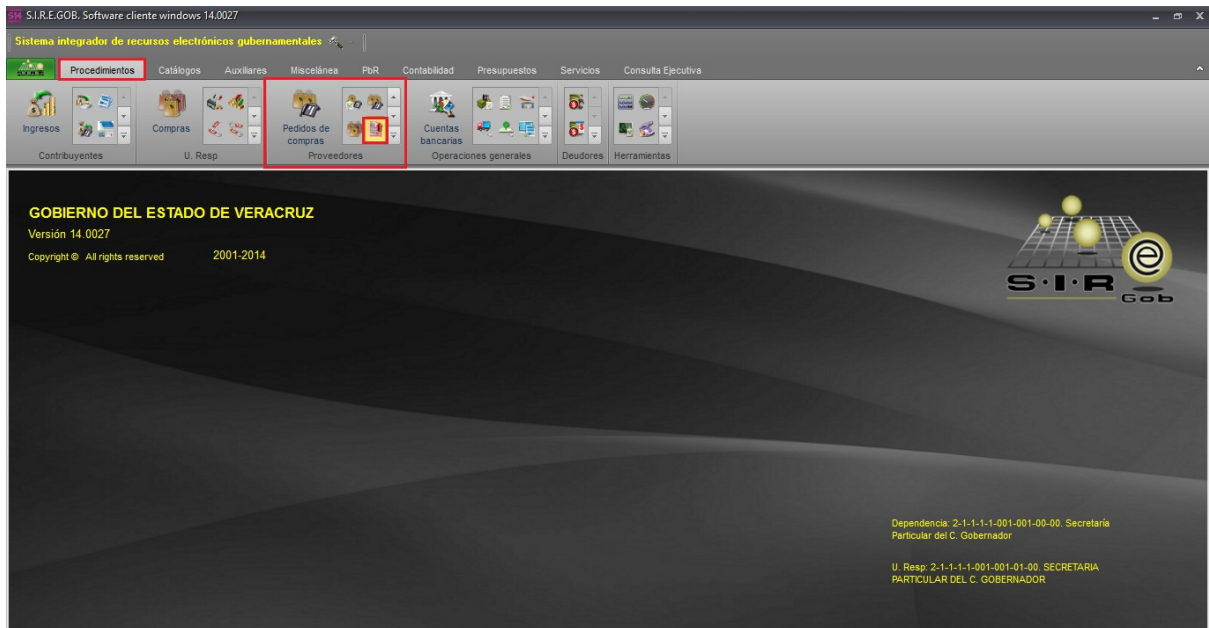 S.I.R.E.GOB. Software cliente windows 14.0027
Sistema integrador de recursos electrónicos gubernamentales
Procedimientos Catálogos Auxiliares Miscelánea PbR Contabilidad Presupuestos Servicios Consulta Ejecutiva
Ingresos Compras Pedidos de compras Cuentas bancarias
Contribuyentes U. Resp Proveedores Operaciones generales Deudores Herramientas
GOBIERNO DEL ESTADO DE VERACRUZ
Versión 14.0027
Copyright © All rights reserved 2001-2014
S·I·R e
Gob
Dependencia: 2-1-1-1-1-001-001-00-00. Secretaría
Particular del C. Gobernador
U. Resp: 2-1-1-1-1-001-001-01-00. SECRETARIA
PARTICULAR DEL C. GOBERNADOR